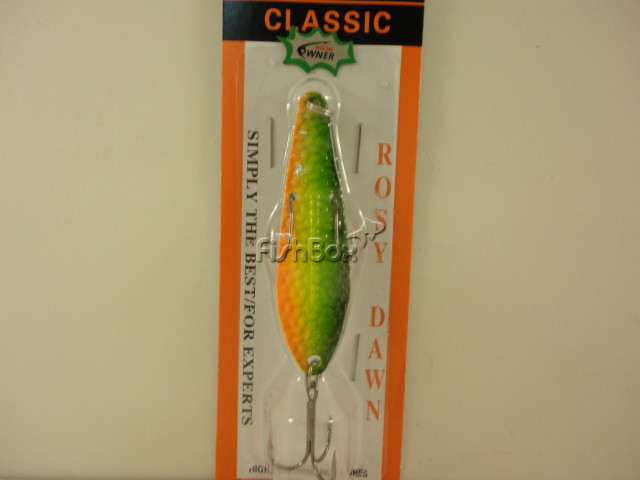 CLASSIC
OWNER
SIMPLY THE BEST/FOR EXPERTS
ROSY DAWN
FishBox